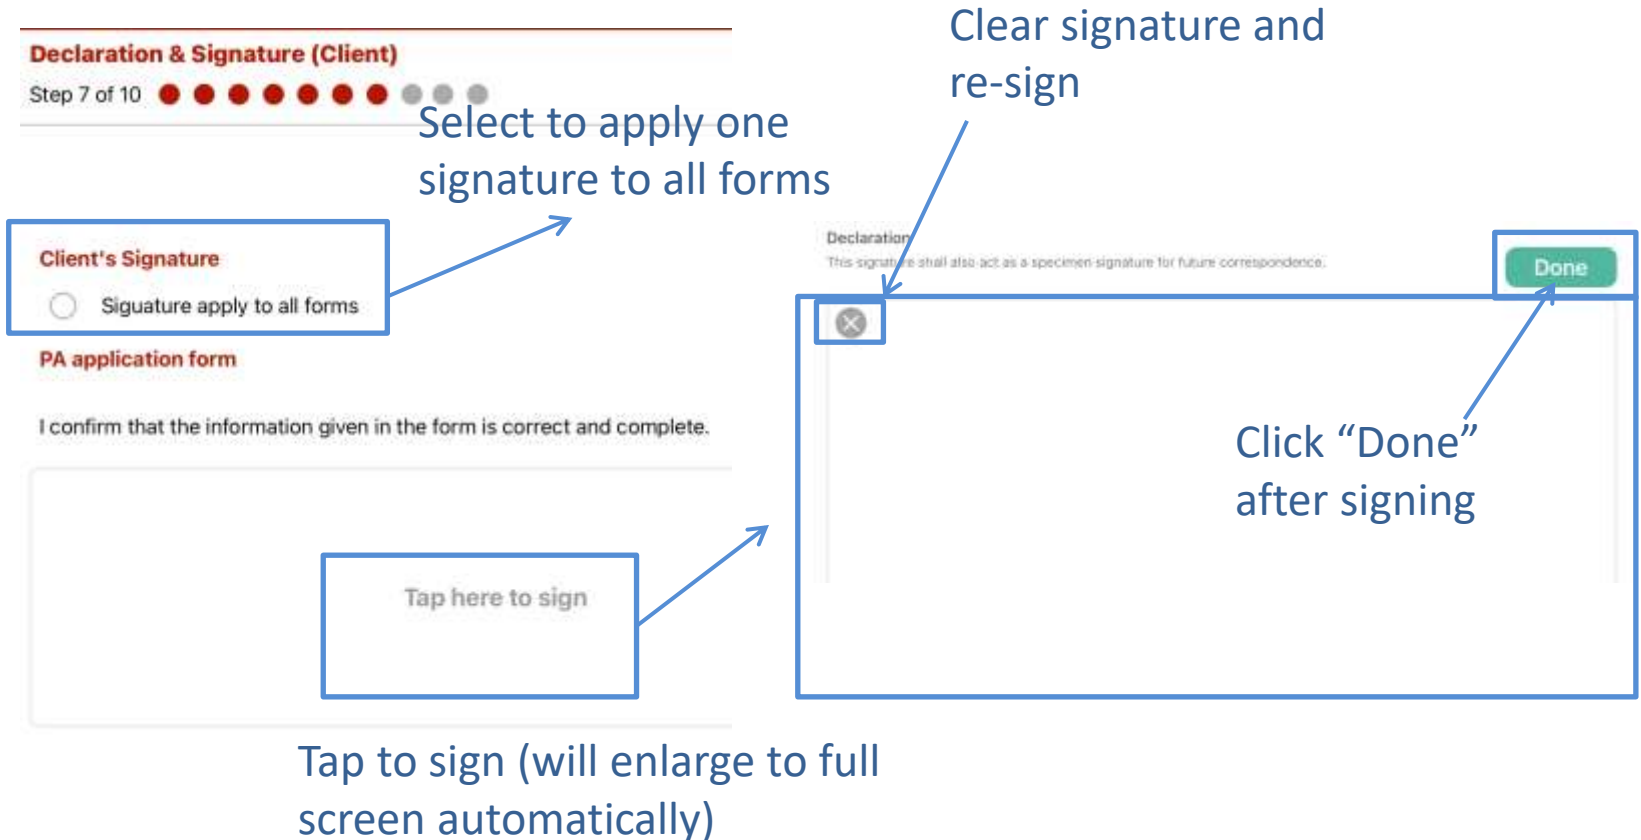 Declaration & Signature (Client)
Step 7 of 10
Select to apply one
signature to all forms
Client's Signature
Siguature apply to all forms
PA application form
I confirm that the information given in the form is correct and complete.
Tap here to sign
Tap to sign (will enlarge to full
screen automatically)
Clear signature and
re-sign
Declaration
This signature shall also act as a specimen signature for future correspondence.
Done
Click “Done”
after signing